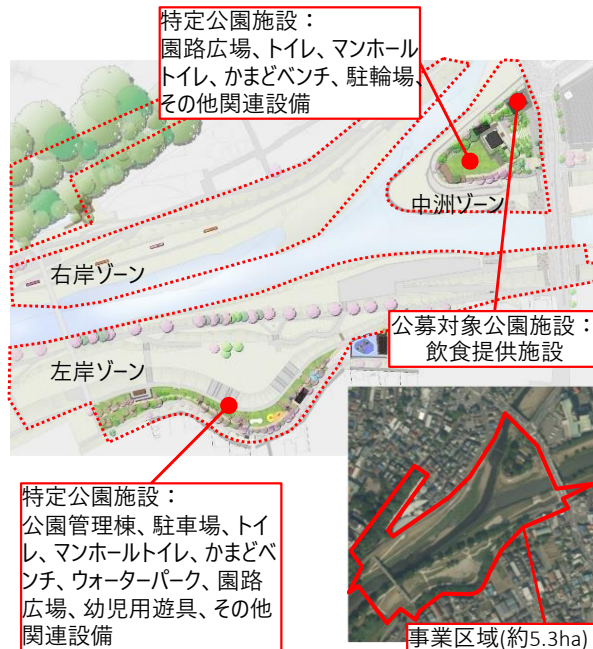 特定公園施設：
園路広場、トイレ、マンホール
トイレ、かまどベンチ、駐輪場、
その他関連設備
中洲ゾーン
右岸ゾーン
公募対象公園施設：
飲食提供施設
左岸ゾーン
特定公園施設：
公園管理棟、駐車場、トイ
レ、マンホールトイレ、かまどベ
ンチ、ウォーターパーク、園路
広場、幼児用遊具、その他
関連設備
事業区域(約5.3ha)